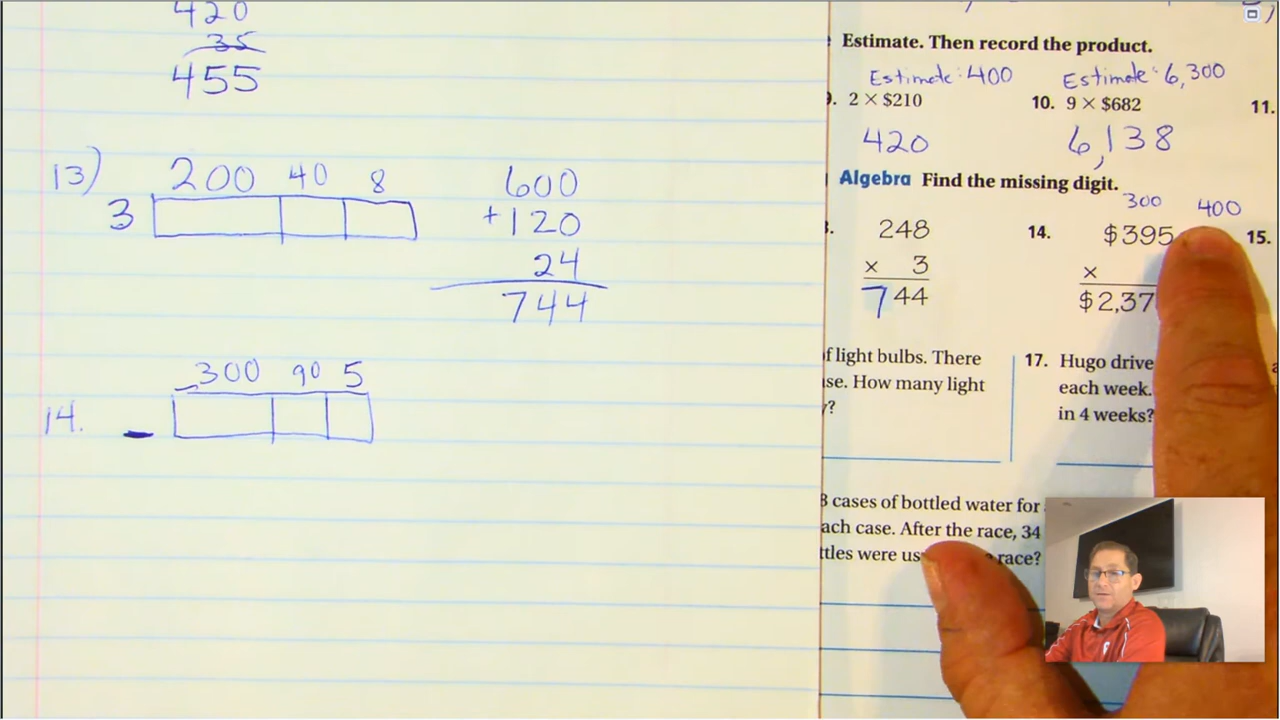 420
35
455
13) 200 40 8
3
600
+120
24
744
14. 300 90 5
Estimate. Then record the product.
Estimate: 400
Estimate: 6,300
. 2 × $210
10. 9 × $682
11.
420
6,138
Algebra Find the missing digit.
300 400
. 248
× 3
744
14. $395
×
$2,37
15.
of light bulbs. There
se. How many light
?
17. Hugo drive
each week.
in 4 weeks?
8 cases of bottled water for
ach case. After the race, 34
ttles were us race?